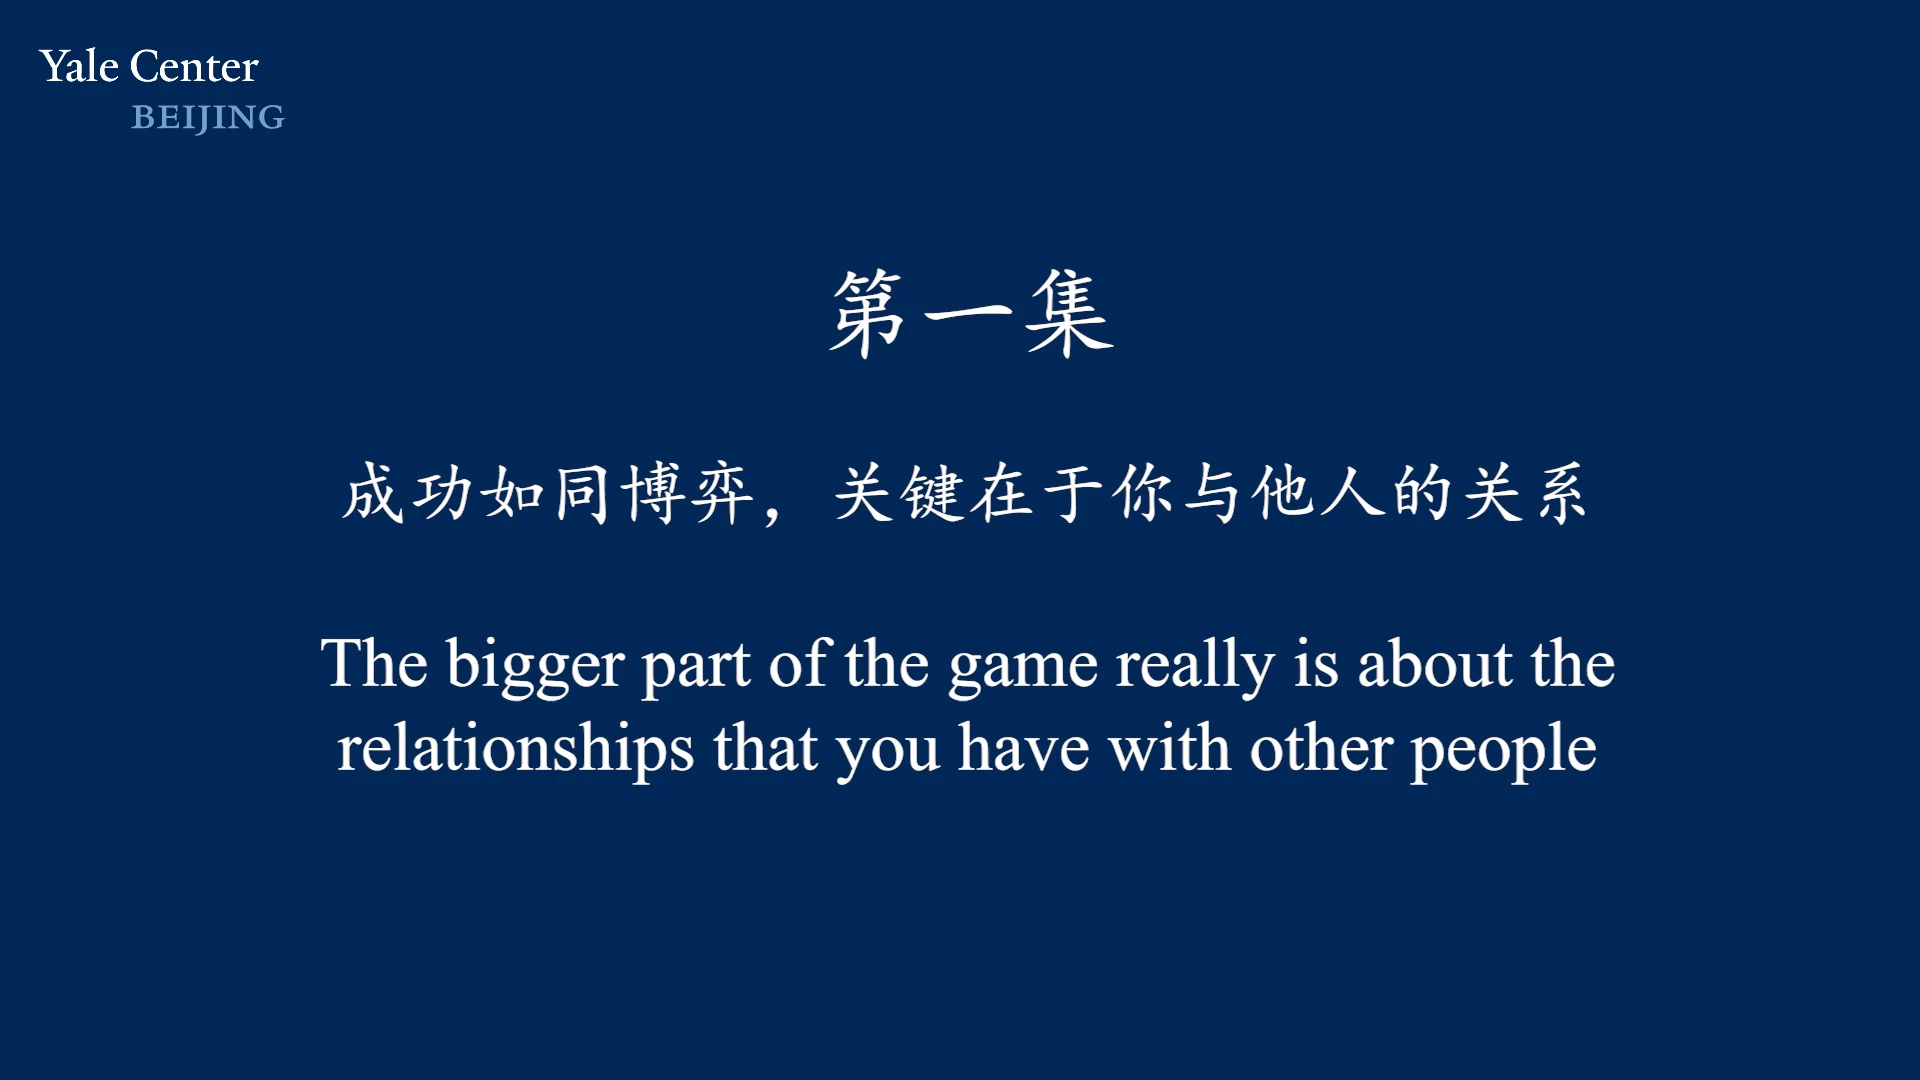 Yale Center
BEIJING
第一集
成功如同博弈，关键在于你与他人的关系
The bigger part of the game really is about the
relationships that you have with other people